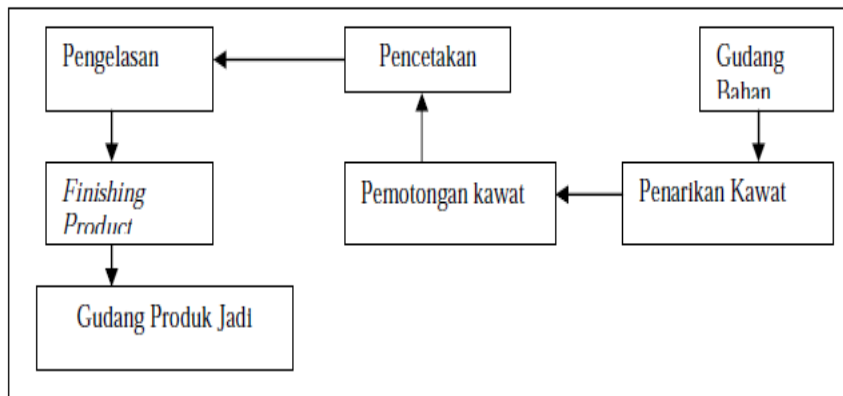 Pengelasan
Pencetakan
Gudang
Bahan
Finishing
Product
Pemotongan kawat
Penarikan Kawat
Gudang Produk Jadi